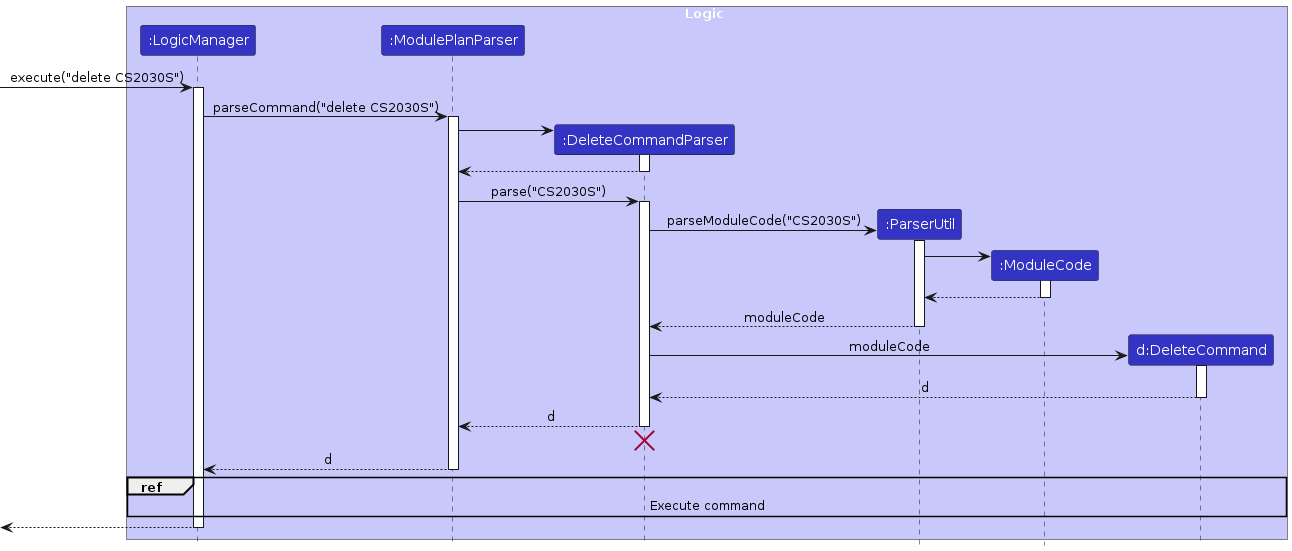 Logic
:LogicManager
:ModulePlanParser
execute("delete CS2030S")
parseCommand("delete CS2030S")
:DeleteCommandParser
parse("CS2030S")
parseModuleCode("CS2030S")
:ParserUtil
:ModuleCode
moduleCode
moduleCode
d:DeleteCommand
d
d
d
ref
Execute command